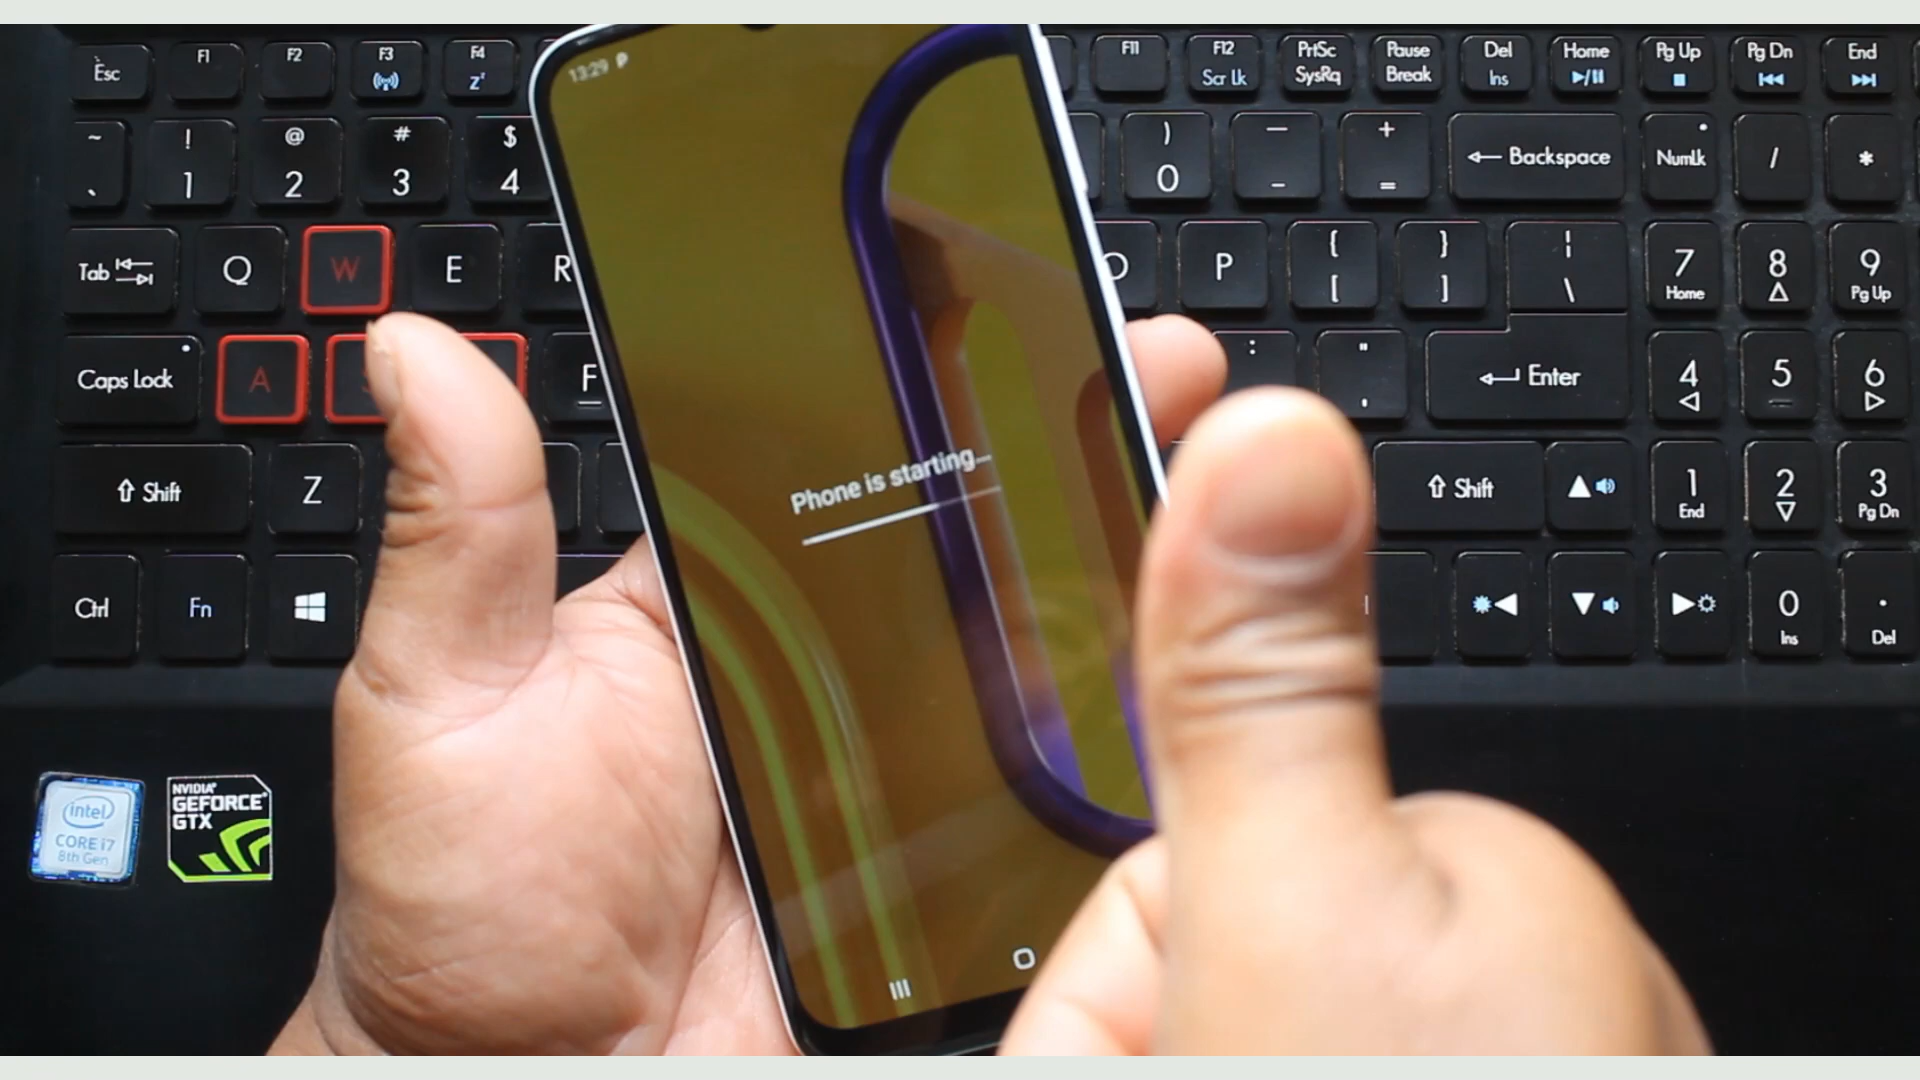 Esc F1 F2 F3 F4 F11 F12 PrtSc Pause Del Home Pg Up Pg Dn End
zᶻ Scr Lk SysRq Break Ins
13:29 P
~ ! @ # $ ) — +
` 1 2 3 4 0 - = ← Backspace NumLk / *
Tab Q W E R O P { } ¦ 7 8 9
[ ] \ Home Pg Up
Caps Lock A F : " Enter 4 5 6
' 
Phone is starting...
Shift Z Shift 1 2 3
End Pg Dn
Ctrl Fn 0 .
Ins Del
intel
CORE i7
8th Gen
NVIDIA
GEFORCE
GTX